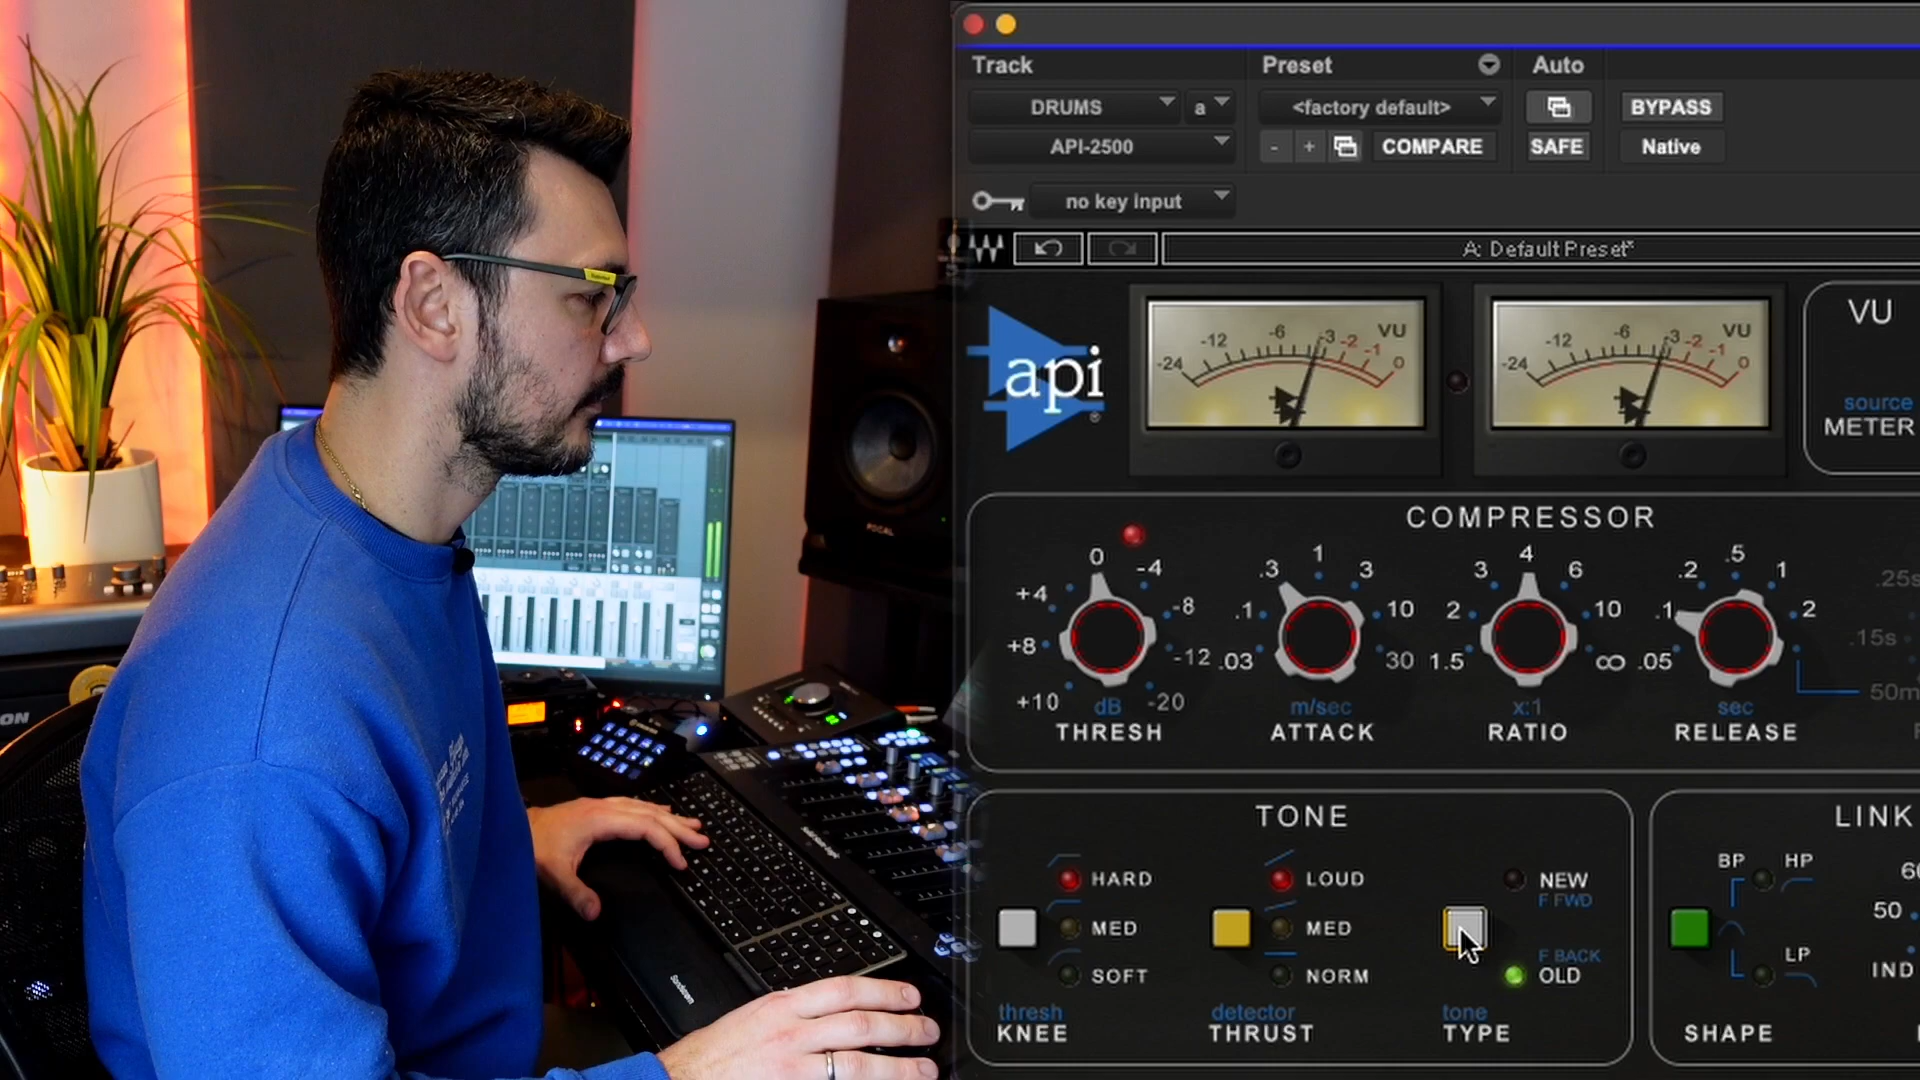 Track
Preset
Auto
DRUMS
a
<factory default>
BYPASS
API-2500
- + COMPARE
SAFE
Native
no key input
A: Default Preset*
api
®
-24 -12 -6 -3 -2 -1 0 VU
-24 -12 -6 -3 -2 -1 0 VU
VU
source
METER
COMPRESSOR
+10 +8 +4 0 -4 -8 -12 -20
dB
THRESH
.03 .1 .3 1 3 10 30
m/sec
ATTACK
1.5 2 3 4 6 10 ∞
x:1
RATIO
.05 .1 .2 .5 1 2
sec
RELEASE
.15s
50m
TONE
HARD
MED
SOFT
thresh
KNEE
LOUD
MED
NORM
detector
THRUST
NEW
F FWD
F BACK
OLD
tone
TYPE
LINK
BP HP
LP
SHAPE
50
IND
FOCAL
ON